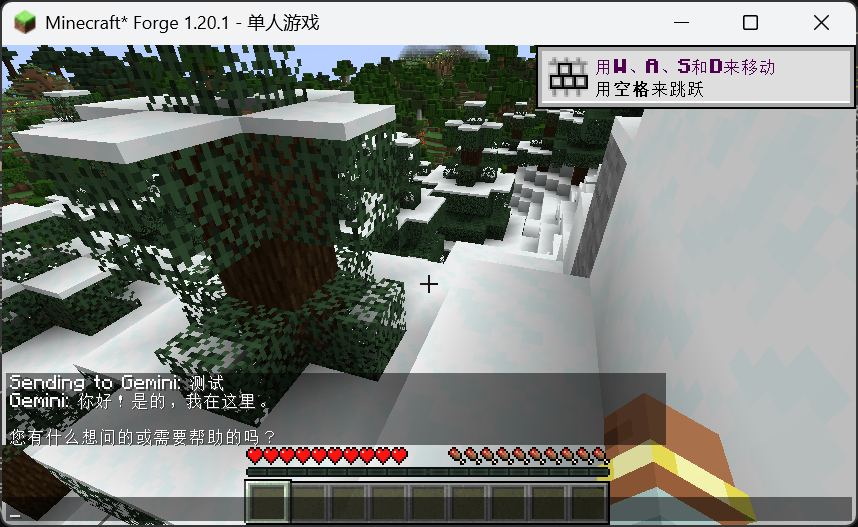 Minecraft* Forge 1.20.1 - 单人游戏
用W、A、S和D来移动
用空格来跳跃
Sending to Gemini: 测试
Gemini: 你好！是的，我在这里。
您有什么想问的或需要帮助的吗？
_